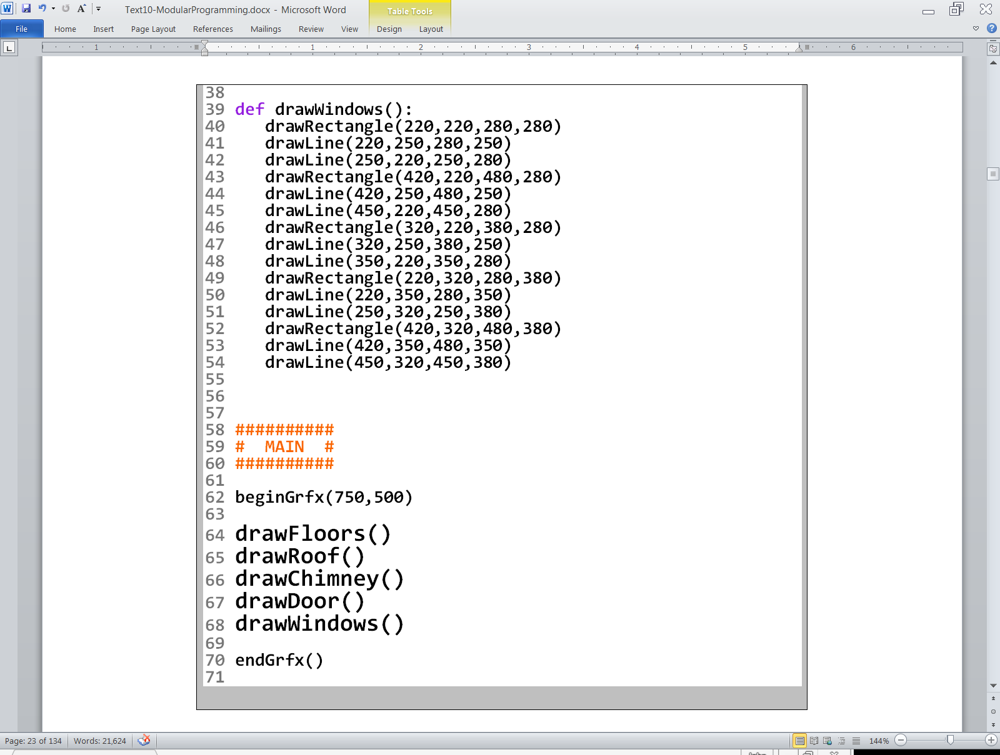 Text10-ModularProgramming.docx - Microsoft Word
Table Tools
File Home Insert Page Layout References Mailings Review View Design Layout
1 1 2 3 4 5 6
38
39 def drawWindows():
40 drawRectangle(220,220,280,280)
41 drawLine(220,250,280,250)
42 drawLine(250,220,250,280)
43 drawRectangle(420,220,480,280)
44 drawLine(420,250,480,250)
45 drawLine(450,220,450,280)
46 drawRectangle(320,220,380,280)
47 drawLine(320,250,380,250)
48 drawLine(350,220,350,280)
49 drawRectangle(220,320,280,380)
50 drawLine(220,350,280,350)
51 drawLine(250,320,250,380)
52 drawRectangle(420,320,480,380)
53 drawLine(420,350,480,350)
54 drawLine(450,320,450,380)
55
56
57
58 ##########
59 #  MAIN  #
60 ##########
61
62 beginGrfx(750,500)
63
64 drawFloors()
65 drawRoof()
66 drawChimney()
67 drawDoor()
68 drawWindows()
69
70 endGrfx()
71
Page: 23 of 134 Words: 21,624 144%